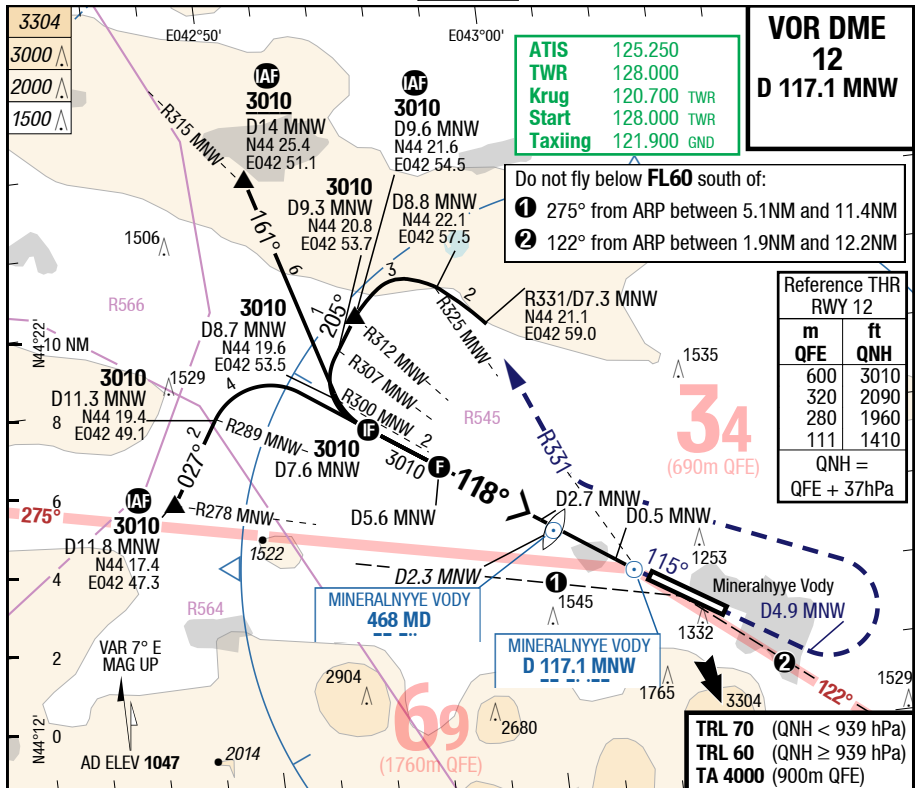 3304
3000
2000
1500
E042°50'
E043°00'
ATIS 125.250
TWR 128.000
Krug 120.700 TWR
Start 128.000 TWR
Taxiing 121.900 GND
VOR DME
12
D 117.1 MNW
Do not fly below FL60 south of:
1 275° from ARP between 5.1NM and 11.4NM
2 122° from ARP between 1.9NM and 12.2NM
Reference THR
RWY 12
m ft
QFE QNH
600 3010
320 2090
280 1960
111 1410
QNH =
QFE + 37hPa
IAF
3010
D14 MNW
N44 25.4
E042 51.1
R315 MNW
161°
6
IAF
3010
D9.6 MNW
N44 21.6
E042 54.5
3010
D9.3 MNW
N44 20.8
E042 53.7
D8.8 MNW
N44 22.1
E042 57.5
3
2
R331/D7.3 MNW
N44 21.1
E042 59.0
R325 MNW
1506
R566
1
205°
R312 MNW
R307 MNW
R300 MNW
3010
D8.7 MNW
N44 19.6
E042 53.5
N44°22'
10 NM
1529
3010
D11.3 MNW
N44 19.4
E042 49.1
4
2
027°
R289 MNW
3010
D7.6 MNW
IF
2
3010
F
118°
D5.6 MNW
R545
R331
1535
34
(690m QFE)
8
6
4
2
0
IAF
3010
D11.8 MNW
N44 17.4
E042 47.3
R278 MNW
275°
1522
D2.7 MNW
D0.5 MNW
1253
115°
Mineralnyye Vody
D4.9 MNW
D2.3 MNW
1
1545
1332
2
122°
1529
R564
MINERALNYYE VODY
468 MD
MINERALNYYE VODY
D 117.1 MNW
VAR 7° E
MAG UP
2904
69
(1760m QFE)
2680
1765
3304
N44°12'
AD ELEV 1047
2014
TRL 70 (QNH < 939 hPa)
TRL 60 (QNH ≥ 939 hPa)
TA 4000 (900m QFE)